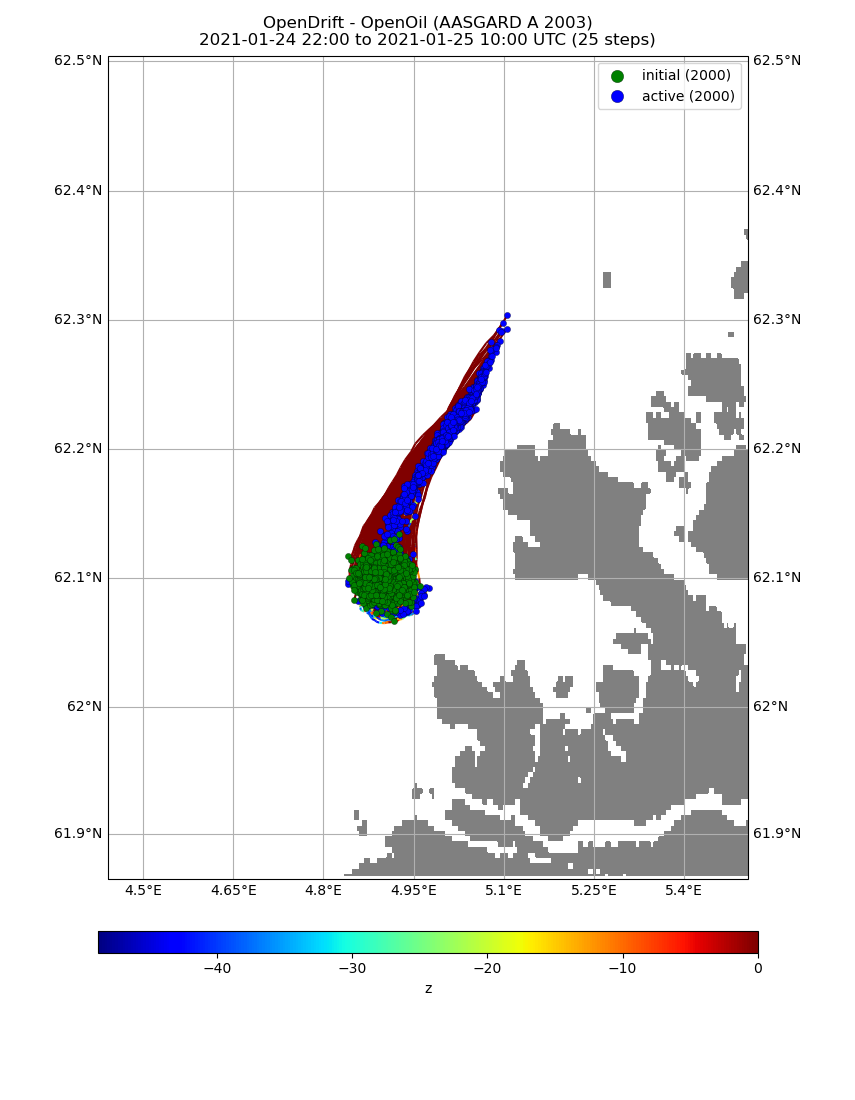 OpenDrift - OpenOil (AASGARD A 2003)
2021-01-24 22:00 to 2021-01-25 10:00 UTC (25 steps)
initial (2000)
active (2000)
62.5°N 62.5°N
62.4°N 62.4°N
62.3°N 62.3°N
62.2°N 62.2°N
62.1°N 62.1°N
62°N 62°N
61.9°N 61.9°N
4.5°E 4.65°E 4.8°E 4.95°E 5.1°E 5.25°E 5.4°E
−40 −30 −20 −10 0
z